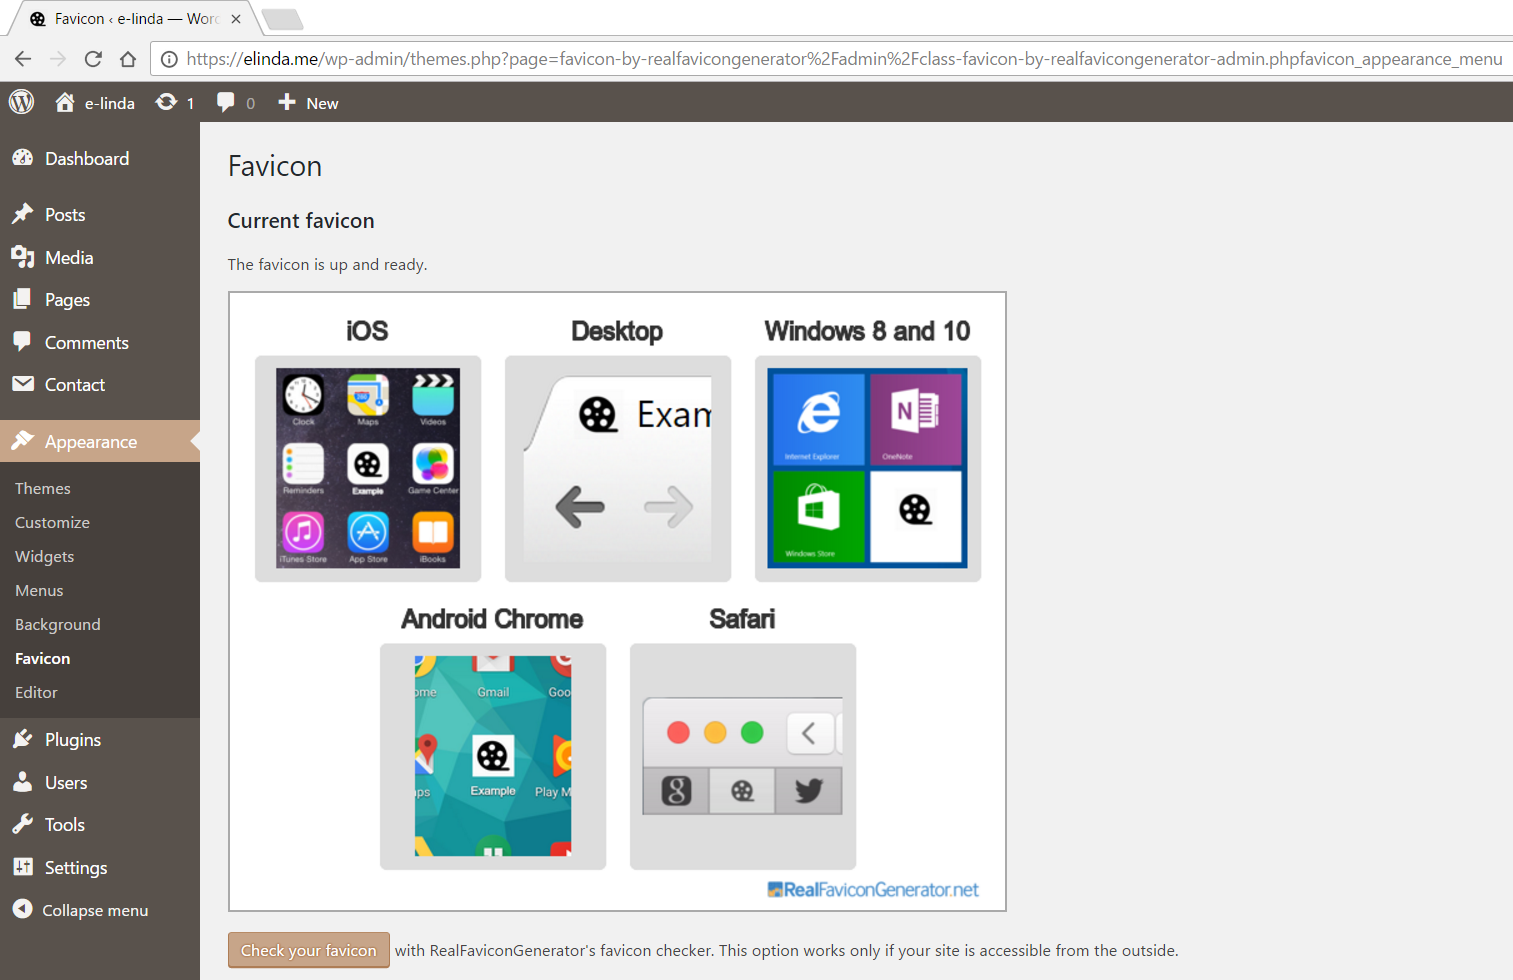 Favicon ‹ e-linda — Word
https://elinda.me/wp-admin/themes.php?page=favicon-by-realfavicongenerator%2Fadmin%2Fclass-favicon-by-realfavicongenerator-admin.phpfavicon_appearance_menu
e-linda 1 0 New
Dashboard
Posts
Media
Pages
Comments
Contact
Appearance
Themes
Customize
Widgets
Menus
Background
Favicon
Editor
Plugins
Users
Tools
Settings
Collapse menu
Favicon
Current favicon
The favicon is up and ready.
iOS
Clock Maps Videos
Reminders Example Game Center
iTunes Store App Store iBooks
Desktop
Exam
Windows 8 and 10
Internet Explorer OneNote
Windows Store
Android Chrome
ome Gmail Goo
aps Example Play M
Safari
RealFaviconGenerator.net
Check your favicon with RealFaviconGenerator's favicon checker. This option works only if your site is accessible from the outside.